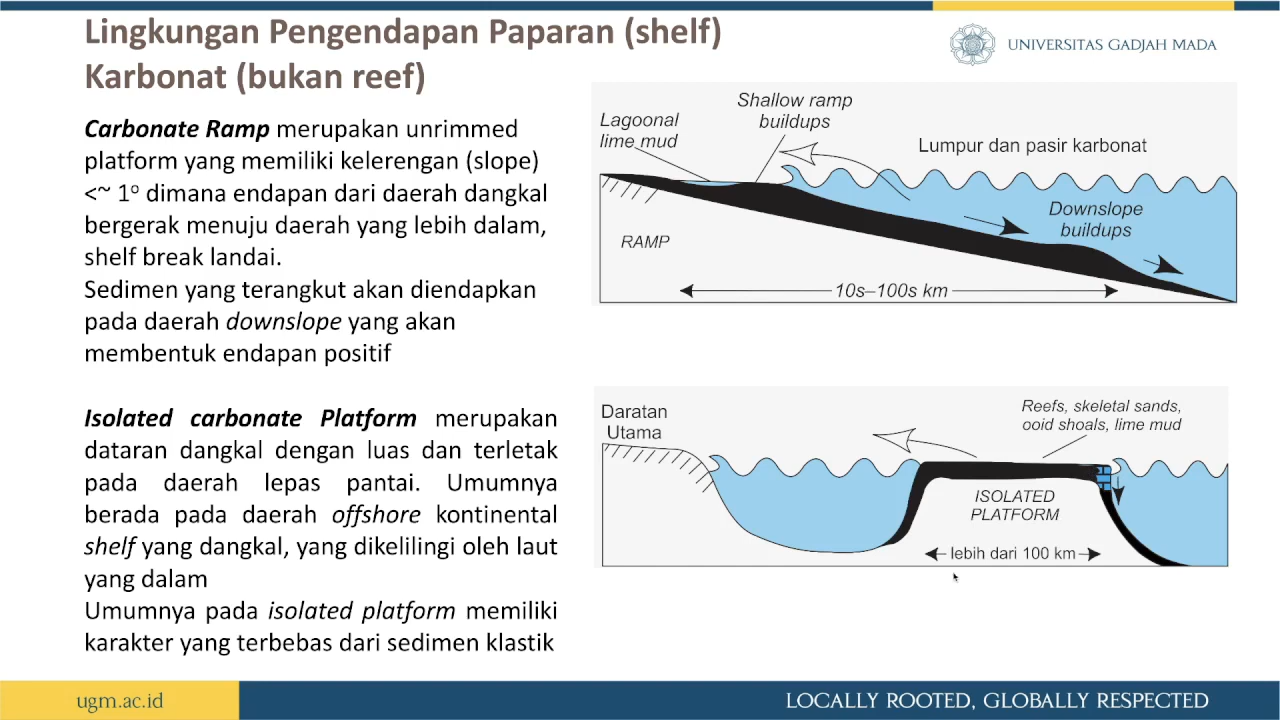 Lingkungan Pengendapan Paparan (shelf)
Karbonat (bukan reef)
UNIVERSITAS GADJAH MADA
Carbonate Ramp merupakan unrimmed
platform yang memiliki kelerengan (slope)
<~ 1º dimana endapan dari daerah dangkal
bergerak menuju daerah yang lebih dalam,
shelf break landai.
Sedimen yang terangkut akan diendapkan
pada daerah downslope yang akan
membentuk endapan positif
Shallow ramp
buildups
Lagoonal
lime mud
Lumpur dan pasir karbonat
Downslope
buildups
RAMP
10s–100s km
Isolated carbonate Platform merupakan
dataran dangkal dengan luas dan terletak
pada daerah lepas pantai. Umumnya
berada pada daerah offshore kontinental
shelf yang dangkal, yang dikelilingi oleh laut
yang dalam
Umumnya pada isolated platform memiliki
karakter yang terbebas dari sedimen klastik
Daratan
Utama
Reefs, skeletal sands,
ooid shoals, lime mud
ISOLATED
PLATFORM
lebih dari 100 km
ugm.ac.id
LOCALLY ROOTED, GLOBALLY RESPECTED